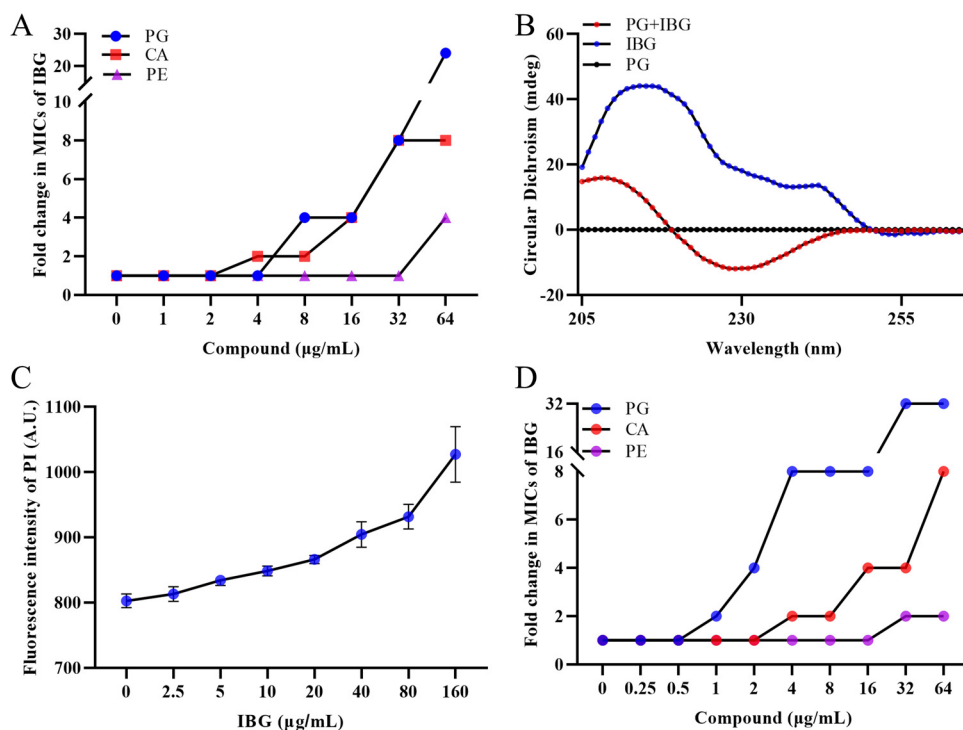 A
PG
CA
PE
Fold change in MICs of IBG
30
20
10
8
6
4
2
0
0 1 2 4 8 16 32 64
Compound (μg/mL)
B
PG+IBG
IBG
PG
Circular Dichroism (mdeg)
60
40
20
0
-20
205 230 255
Wavelength (nm)
C
Fluorescence intensity of PI (A.U.)
1100
1000
900
800
700
0 2.5 5 10 20 40 80 160
IBG (μg/mL)
D
PG
CA
PE
Fold change in MICs of IBG
32
16
8
6
4
2
0
0 0.25 0.5 1 2 4 8 16 32 64
Compound (μg/mL)